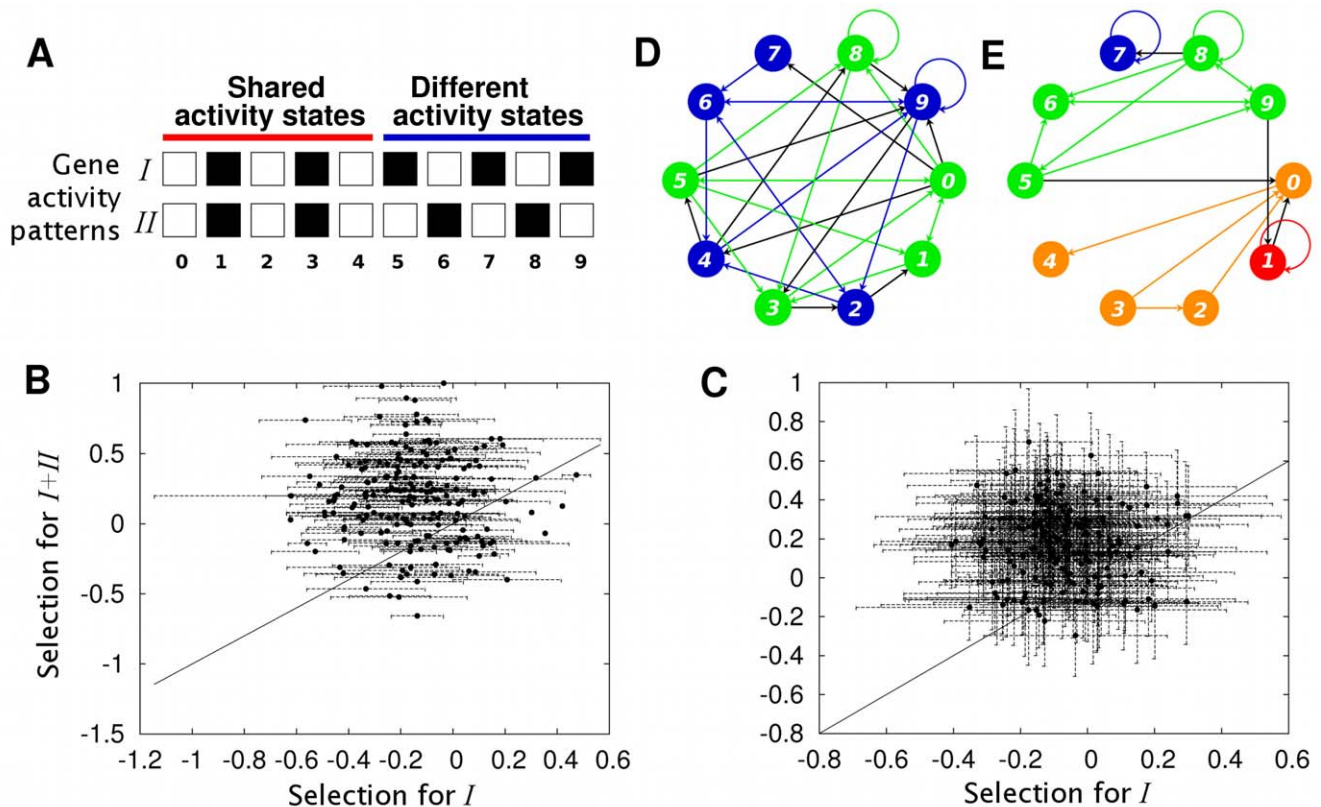 A
Shared Different
activity states activity states
Gene I
activity
patterns II
0 1 2 3 4 5 6 7 8 9
D
8
7 9
6
5 0
4 1
3 2
E
7 8
6 9
5 0
4 1
3 2
B
1
0.5
0
-0.5
-1
-1.5
-1.2 -1 -0.8 -0.6 -0.4 -0.2 0 0.2 0.4 0.6
Selection for I+II
Selection for I
C
1
0.8
0.6
0.4
0.2
0
-0.2
-0.4
-0.6
-0.8
-0.8 -0.6 -0.4 -0.2 0 0.2 0.4 0.6
Selection for I